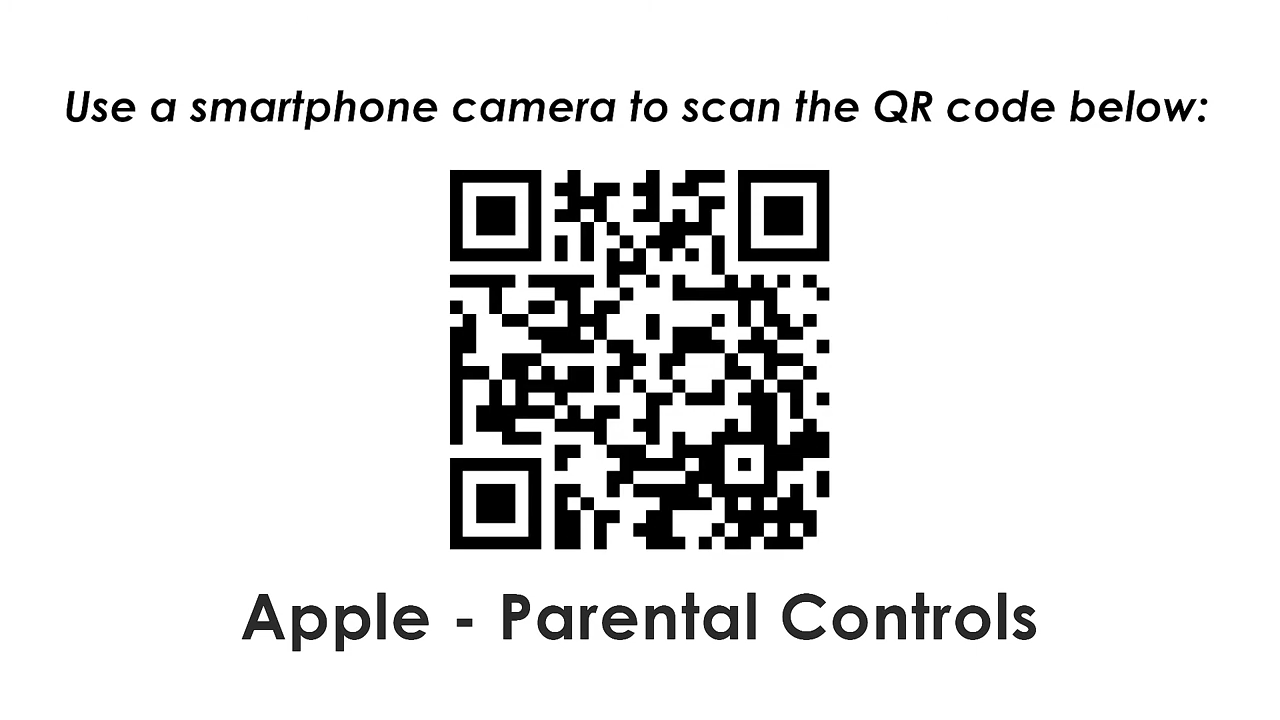 Use a smartphone camera to scan the QR code below:
Apple - Parental Controls